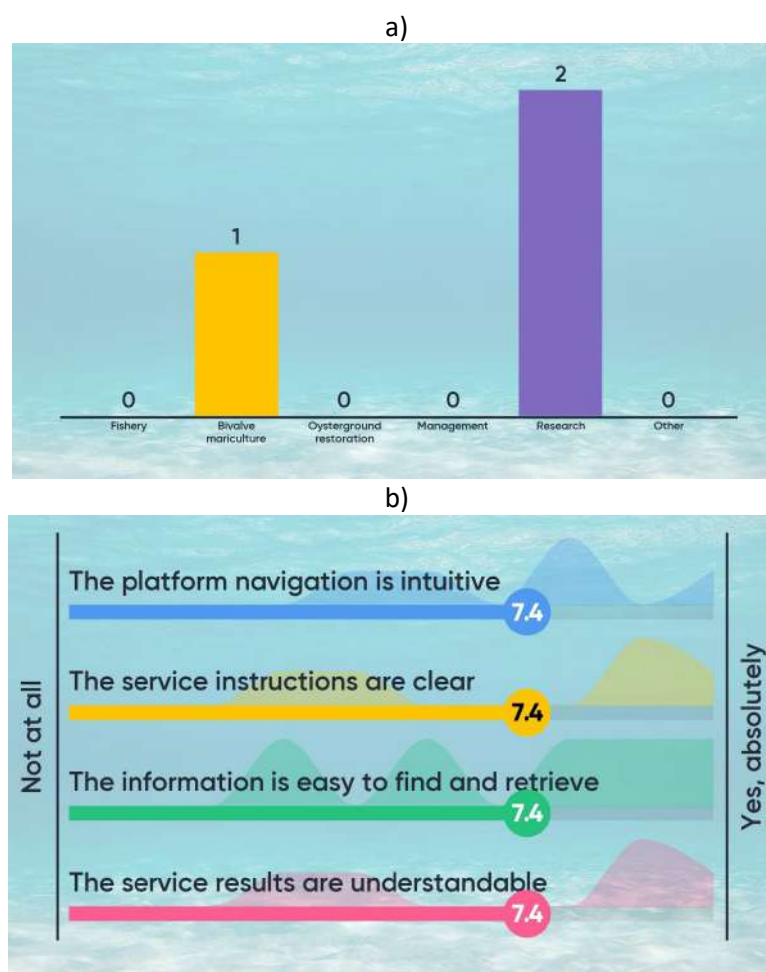 a)
2
1
0
0
0
0
Fishery
Bivalve
mariculture
Oysterground
restoration
Management
Research
Other
b)
Not at all
The platform navigation is intuitive
7.4
The service instructions are clear
7.4
The information is easy to find and retrieve
7.4
The service results are understandable
7.4
Yes, absolutely